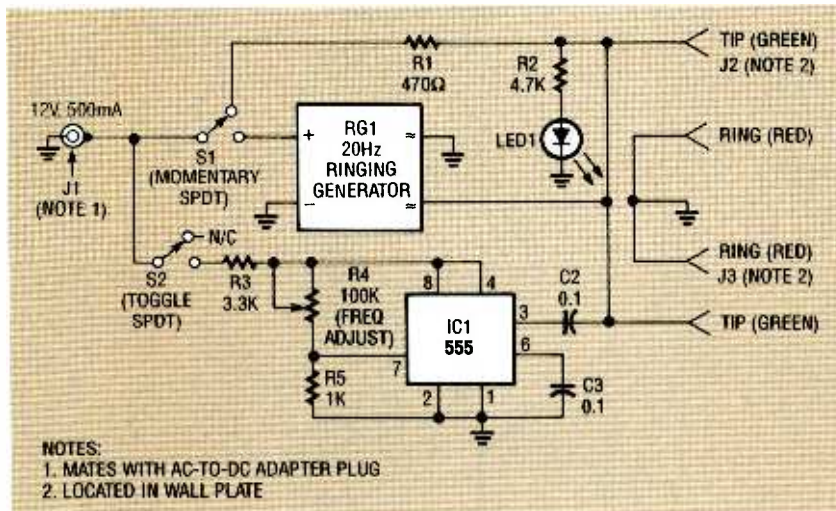 TIP (GREEN)
J2 (NOTE 2)
R1
470Ω
R2
4.7K
12V, 500mA
J1
(NOTE 1)
S1
(MOMENTARY
SPDT)
+
−
RG1
20Hz
RINGING
GENERATOR
≈
≈
LED1
RING (RED)
N/C
S2
(TOGGLE
SPDT)
R3
3.3K
R4
100K
(FREQ
ADJUST)
8
4
IC1
555
3
6
7
2
1
C2
0.1
RING (RED)
J3 (NOTE 2)
TIP (GREEN)
R5
1K
C3
0.1
NOTES:
1. MATES WITH AC-TO-DC ADAPTER PLUG
2. LOCATED IN WALL PLATE